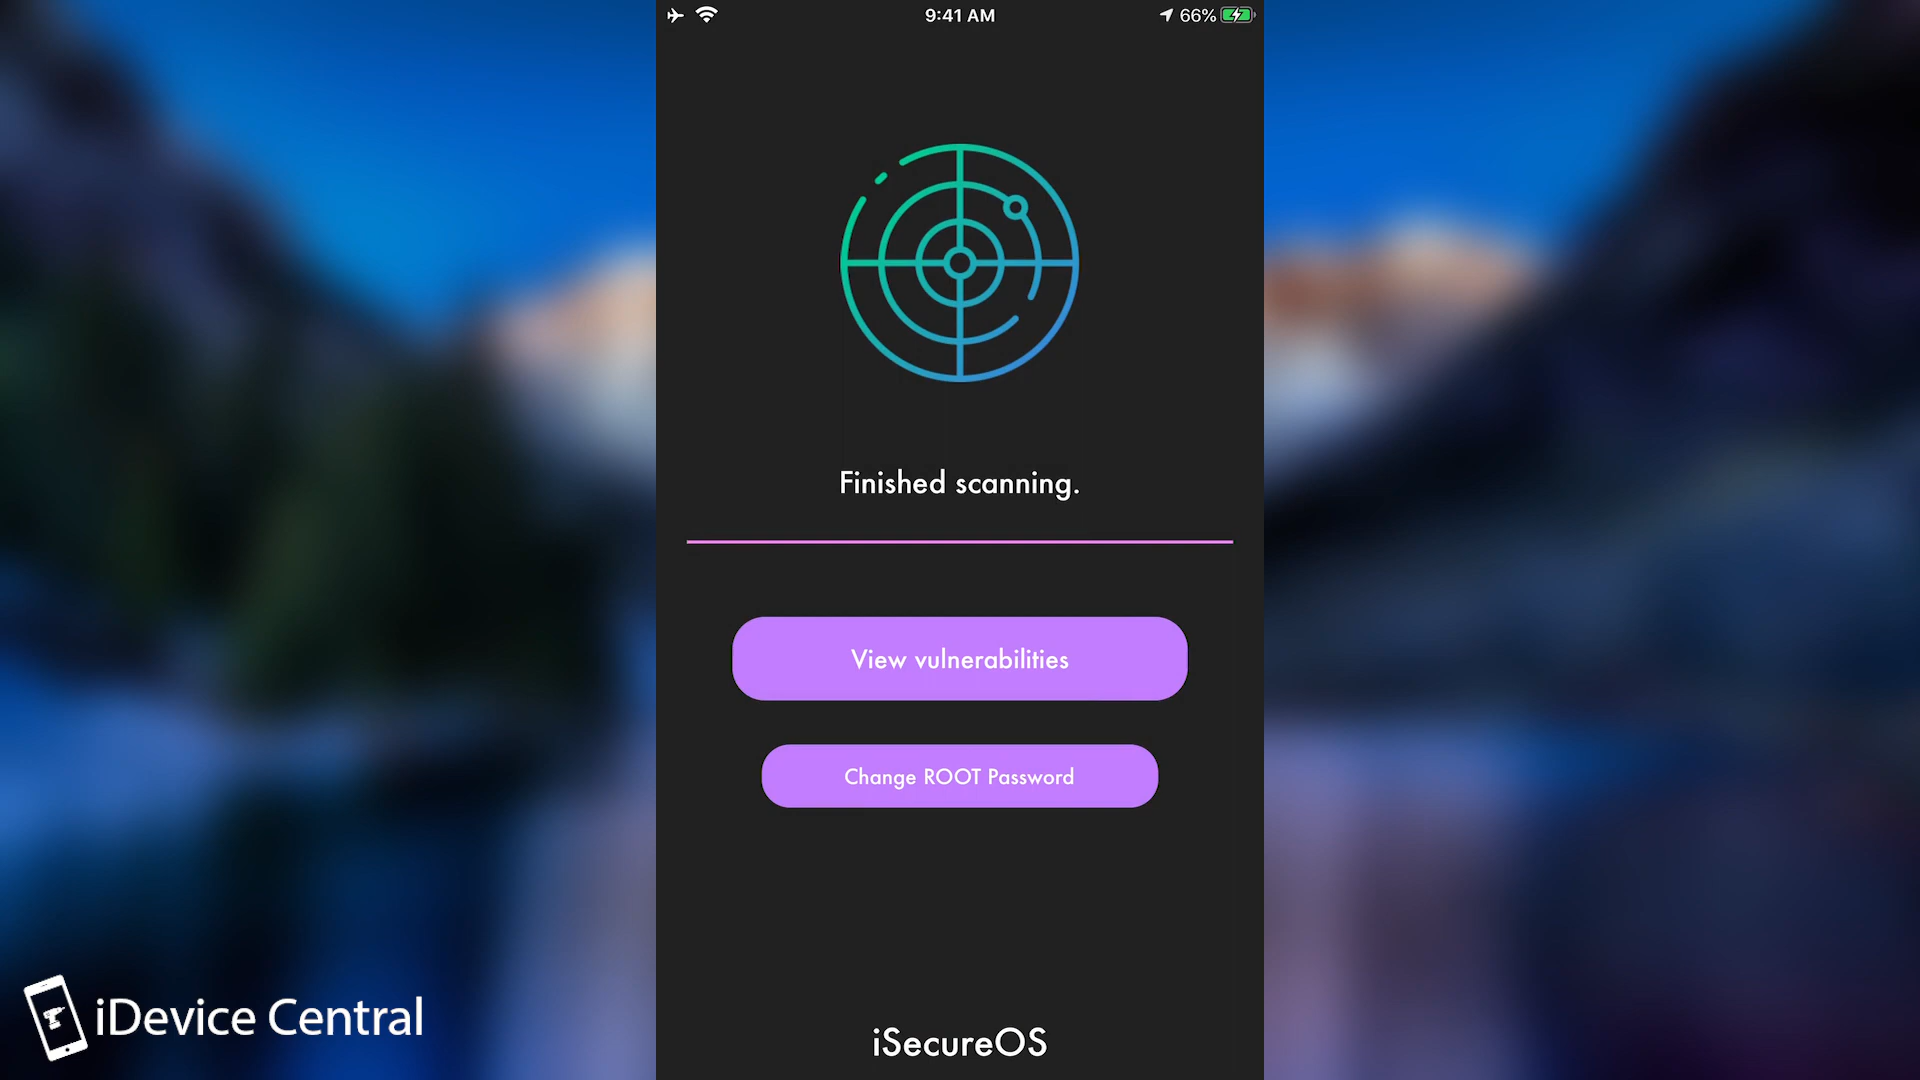 9:41 AM
66%
Finished scanning.
View vulnerabilities
Change ROOT Password
iSecureOS
iDevice Central